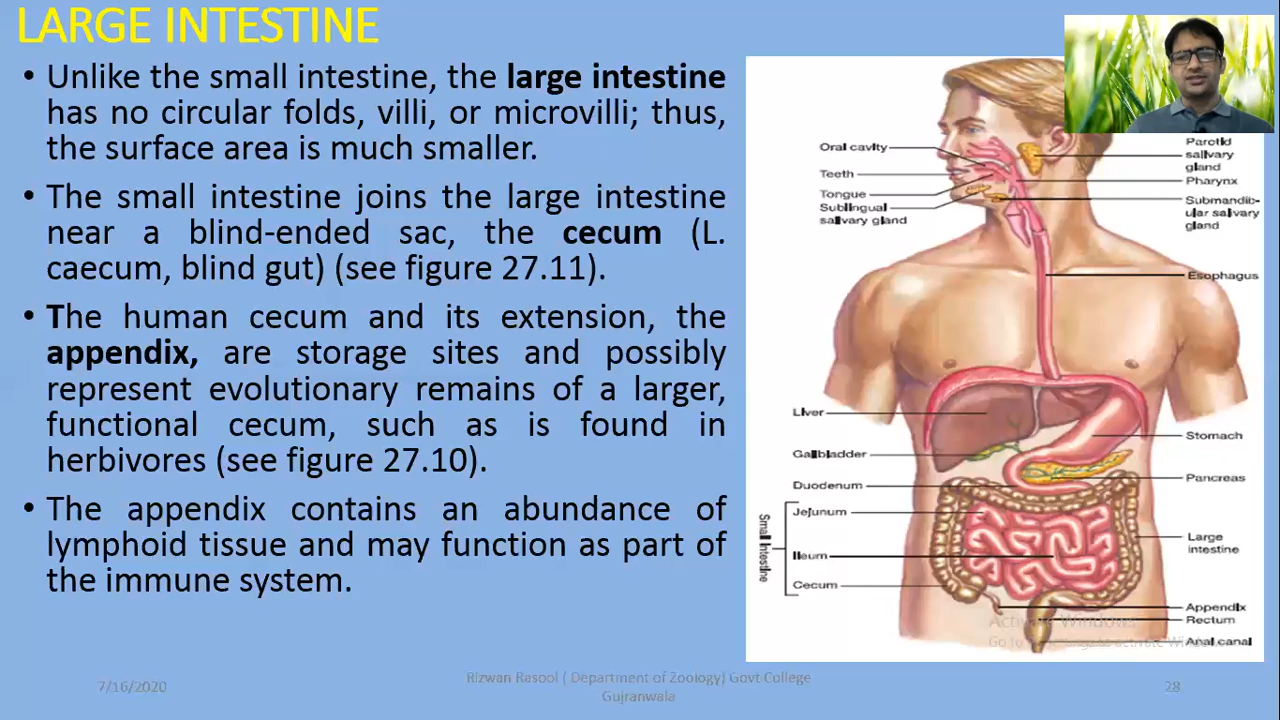 LARGE INTESTINE
• Unlike the small intestine, the large intestine
has no circular folds, villi, or microvilli; thus,
the surface area is much smaller.
• The small intestine joins the large intestine
near a blind-ended sac, the cecum (L.
caecum, blind gut) (see figure 27.11).
• The human cecum and its extension, the
appendix, are storage sites and possibly
represent evolutionary remains of a larger,
functional cecum, such as is found in
herbivores (see figure 27.10).
• The appendix contains an abundance of
lymphoid tissue and may function as part of
the immune system.
Oral cavity
Teeth
Tongue
Sublingual
salivary gland
Parotid
salivary
gland
Pharynx
Submandib-
ular salivary
gland
Esophagus
Liver
Gallbladder
Duodenum
Jejunum
Ileum
Cecum
Small intestine
Stomach
Pancreas
Large
intestine
Appendix
Rectum
Anal canal
Activate Windows
7/16/2020
Rizwan Rasool ( Department of Zoology) Govt College
Gujranwala
28